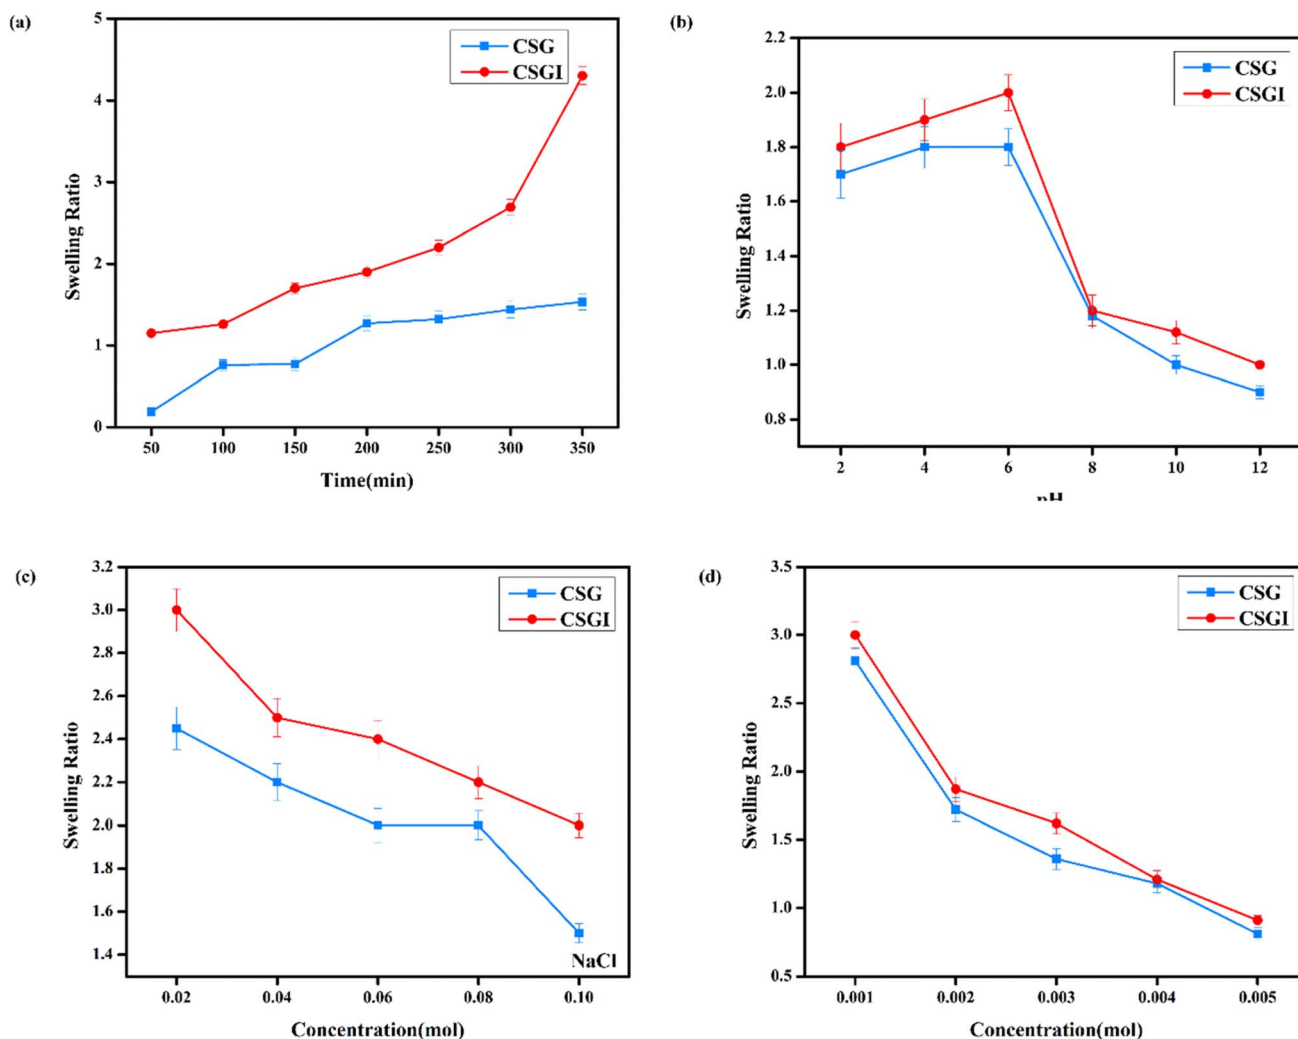 (a)
5
4
3
2
1
0
Swelling Ratio
CSG
CSGI
50 100 150 200 250 300 350
Time(min)
(b)
2.2
2.0
1.8
1.6
1.4
1.2
1.0
0.8
Swelling Ratio
CSG
CSGI
2 4 6 8 10 12
pH
(c)
3.2
3.0
2.8
2.6
2.4
2.2
2.0
1.8
1.6
1.4
Swelling Ratio
CSG
CSGI
NaCl
0.02 0.04 0.06 0.08 0.10
Concentration(mol)
(d)
3.5
3.0
2.5
2.0
1.5
1.0
0.5
Swelling Ratio
CSG
CSGI
0.001 0.002 0.003 0.004 0.005
Concentration(mol)